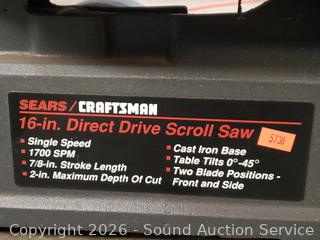 SEARS / CRAFTSMAN
16-in. Direct Drive Scroll Saw
5738
• Single Speed
• 1700 SPM
• 7/8-in. Stroke Length
• 2-in. Maximum Depth Of Cut
• Cast Iron Base
• Table Tilts 0°-45°
• Two Blade Positions -
Front and Side
Copyright 2026 - Sound Auction Service